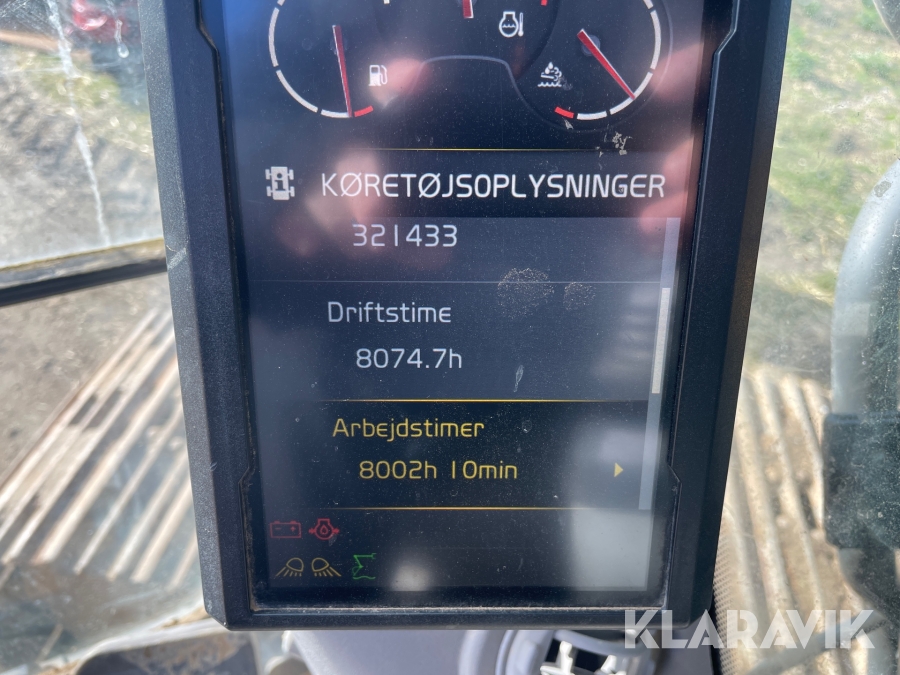 KØRETØJSOPLYSNINGER
321433
Driftstime
8074.7h
Arbejdstimer
8002h 10min
KLARAVIK